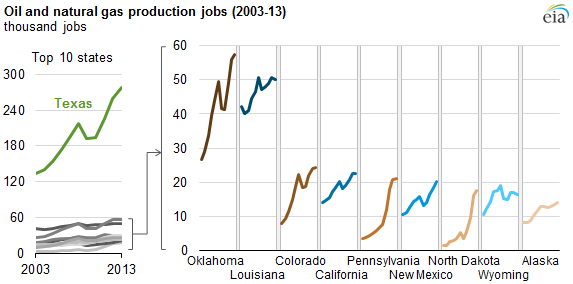 Oil and natural gas production jobs (2003-13)
thousand jobs
eia
Top 10 states
300
240
180
120
60
0
Texas
2003
2013
60
50
40
30
20
10
0
Oklahoma
Louisiana
Colorado
California
Pennsylvania
New Mexico
North Dakota
Wyoming
Alaska